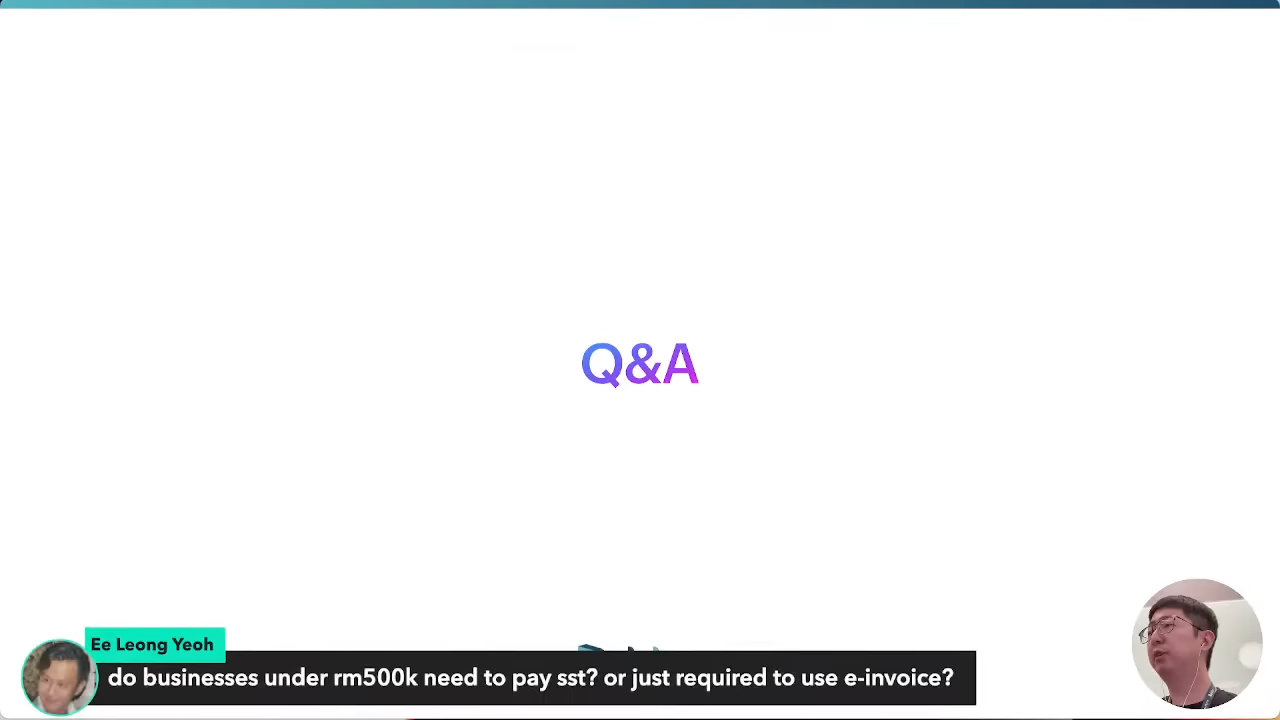 Q&A
Ee Leong Yeoh
do businesses under rm500k need to pay sst? or just required to use e-invoice?